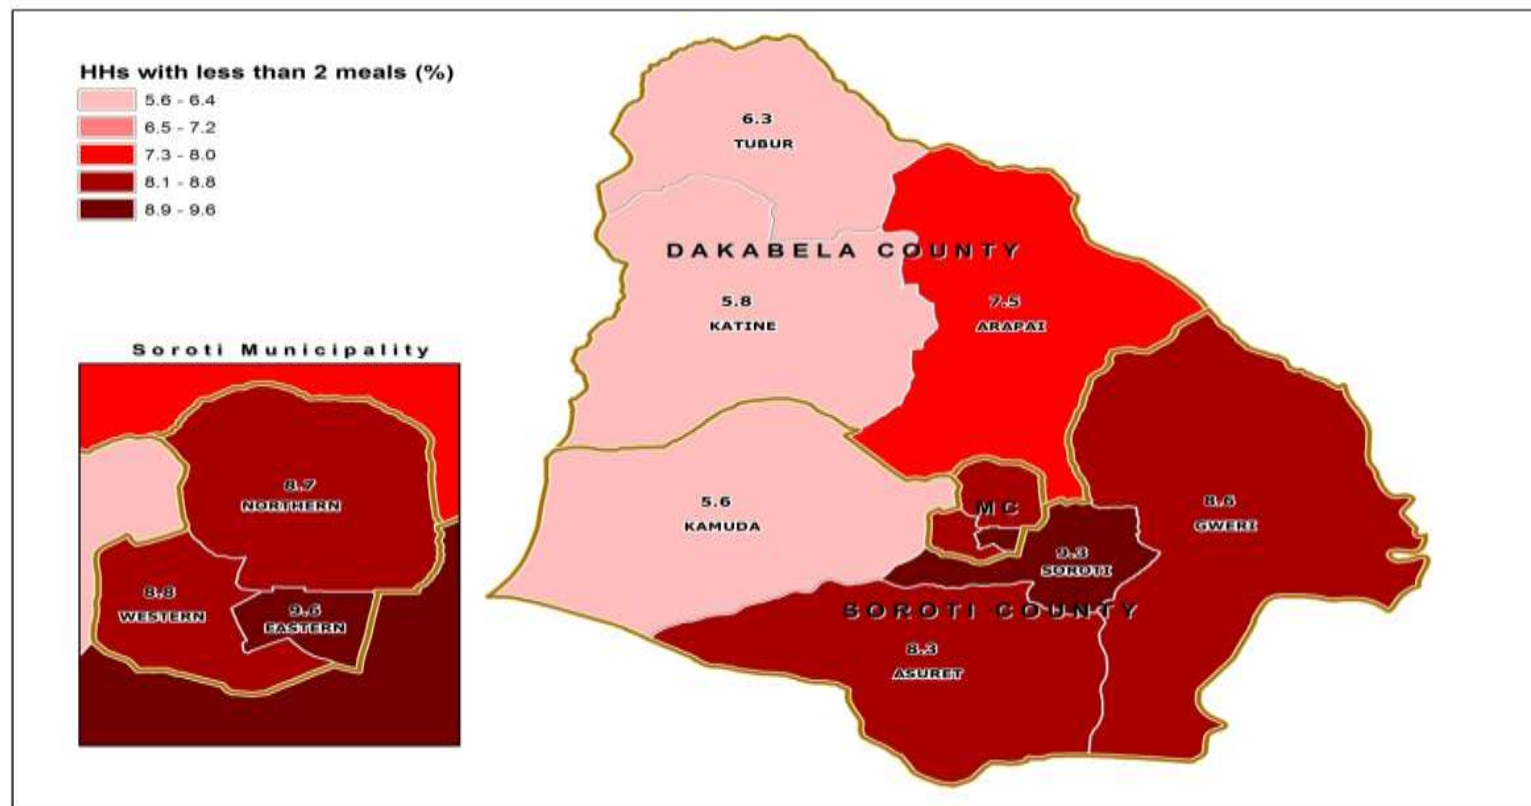 HHs with less than 2 meals (%)
5.6 - 6.4
6.5 - 7.2
7.3 - 8.0
8.1 - 8.8
8.9 - 9.6
6.3
TUBUR
DAKABELA COUNTY
5.8
KATINE
7.5
ARAPAI
5.6
KAMUDA
MC
8.6
GWERI
9.3
SOROTI
SOROTI COUNTY
8.3
ASURET
Soroti Municipality
8.7
NORTHERN
8.8
WESTERN
9.6
EASTERN